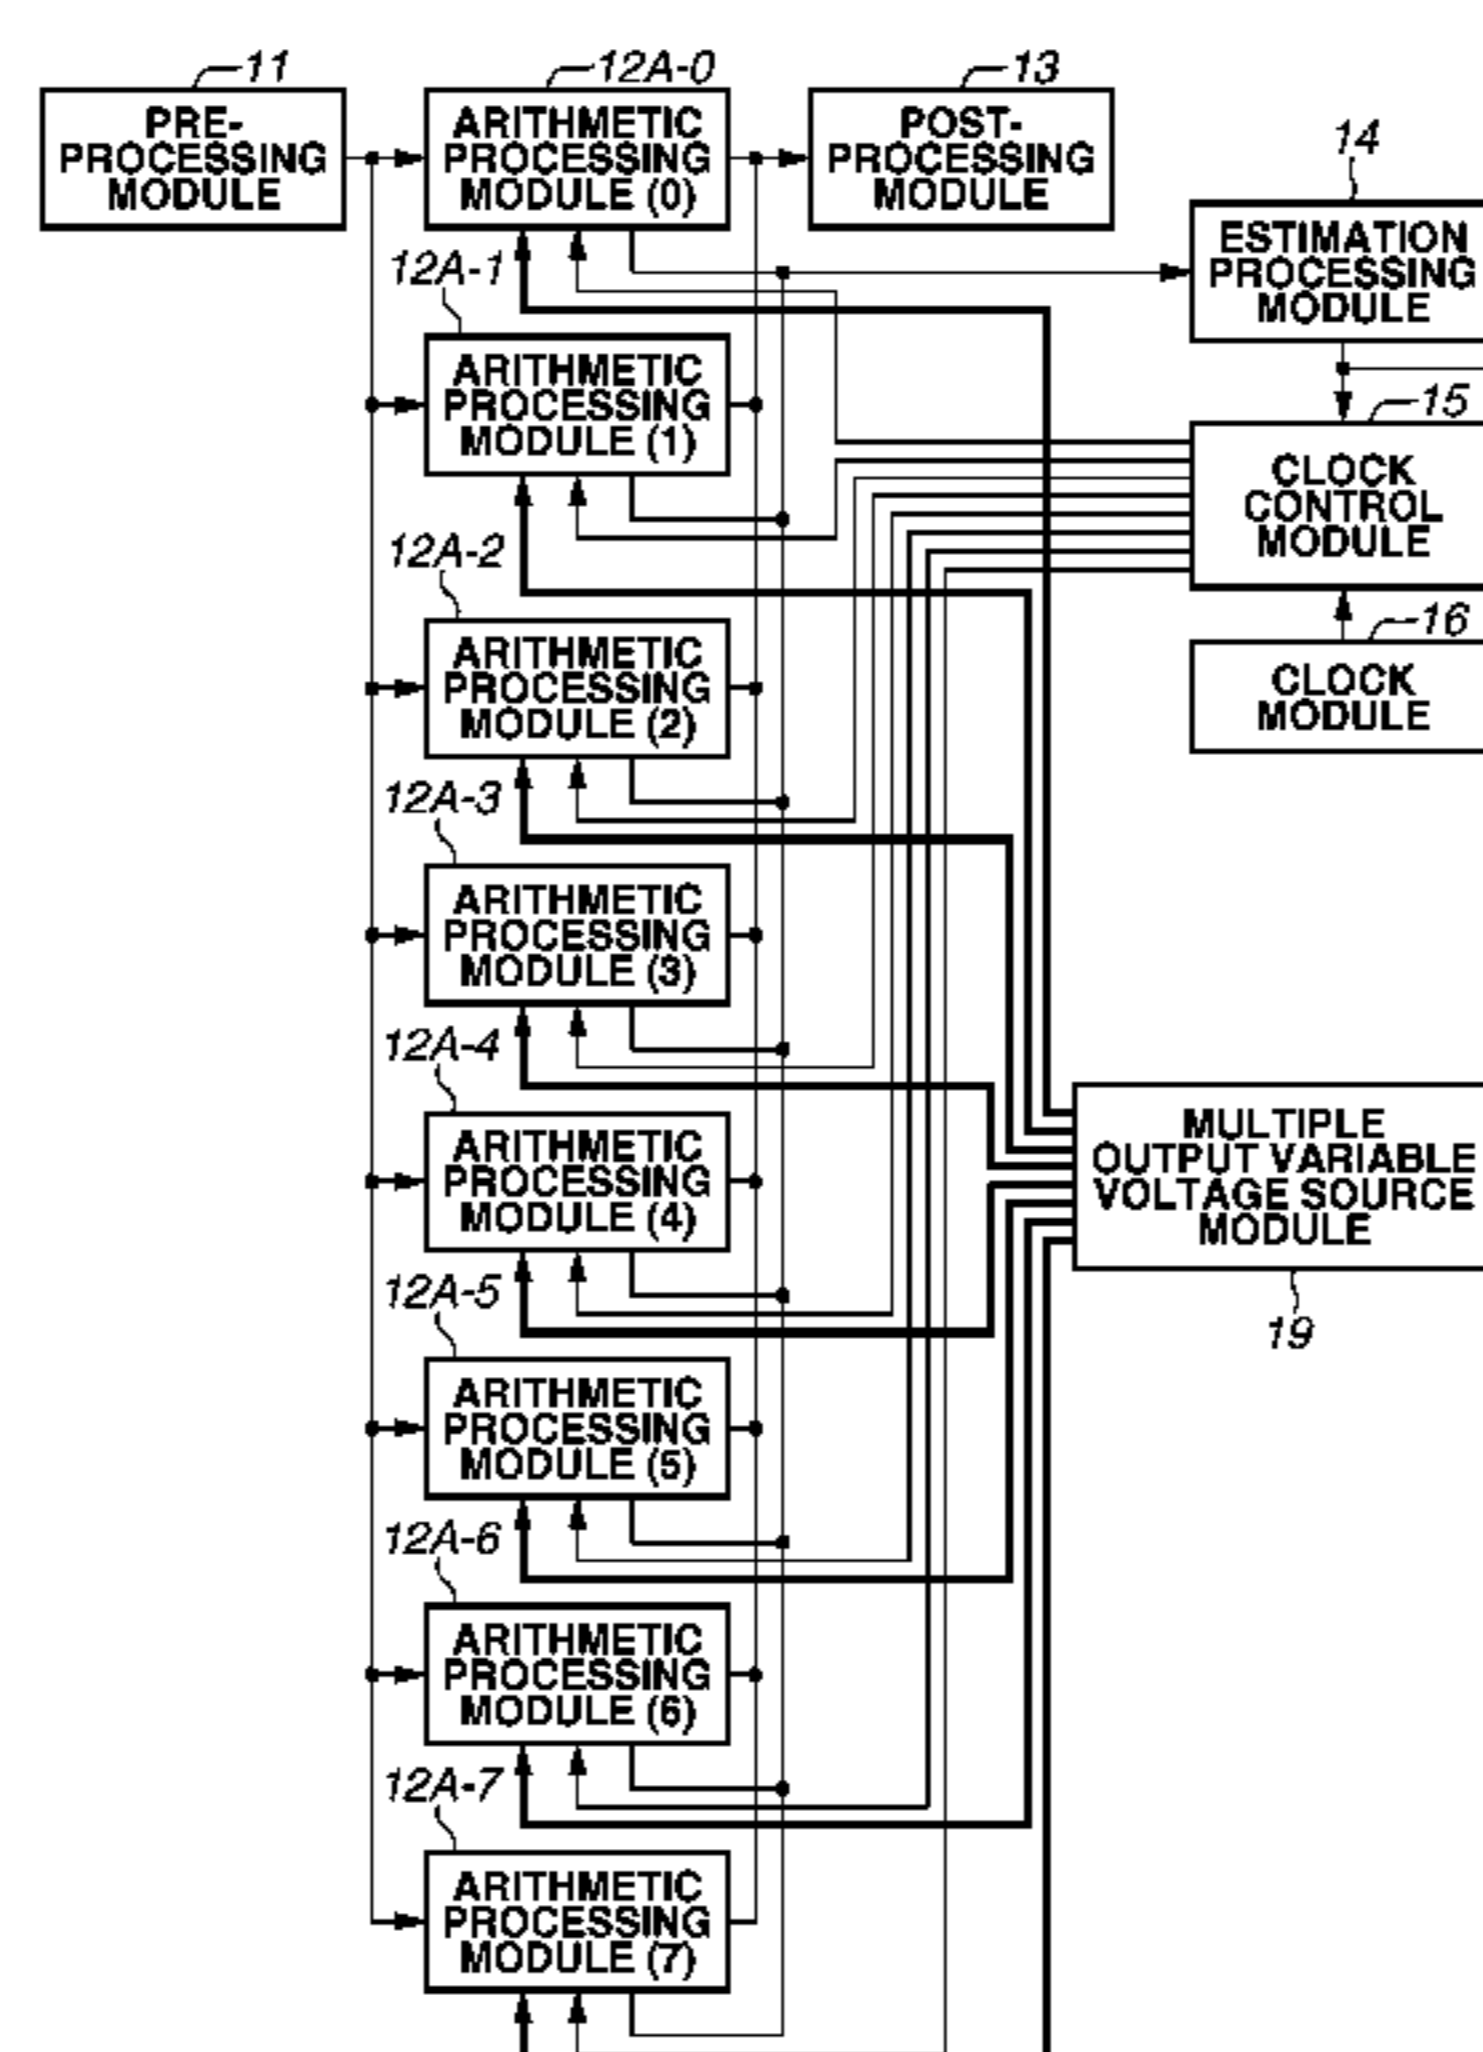 11
PRE-
PROCESSING
MODULE
12A-0
ARITHMETIC
PROCESSING
MODULE (0)
13
POST-
PROCESSING
MODULE
14
ESTIMATION
PROCESSING
MODULE
12A-1
ARITHMETIC
PROCESSING
MODULE (1)
15
CLOCK
CONTROL
MODULE
12A-2
ARITHMETIC
PROCESSING
MODULE (2)
16
CLOCK
MODULE
12A-3
ARITHMETIC
PROCESSING
MODULE (3)
12A-4
ARITHMETIC
PROCESSING
MODULE (4)
MULTIPLE
OUTPUT VARIABLE
VOLTAGE SOURCE
MODULE
19
12A-5
ARITHMETIC
PROCESSING
MODULE (5)
12A-6
ARITHMETIC
PROCESSING
MODULE (6)
12A-7
ARITHMETIC
PROCESSING
MODULE (7)